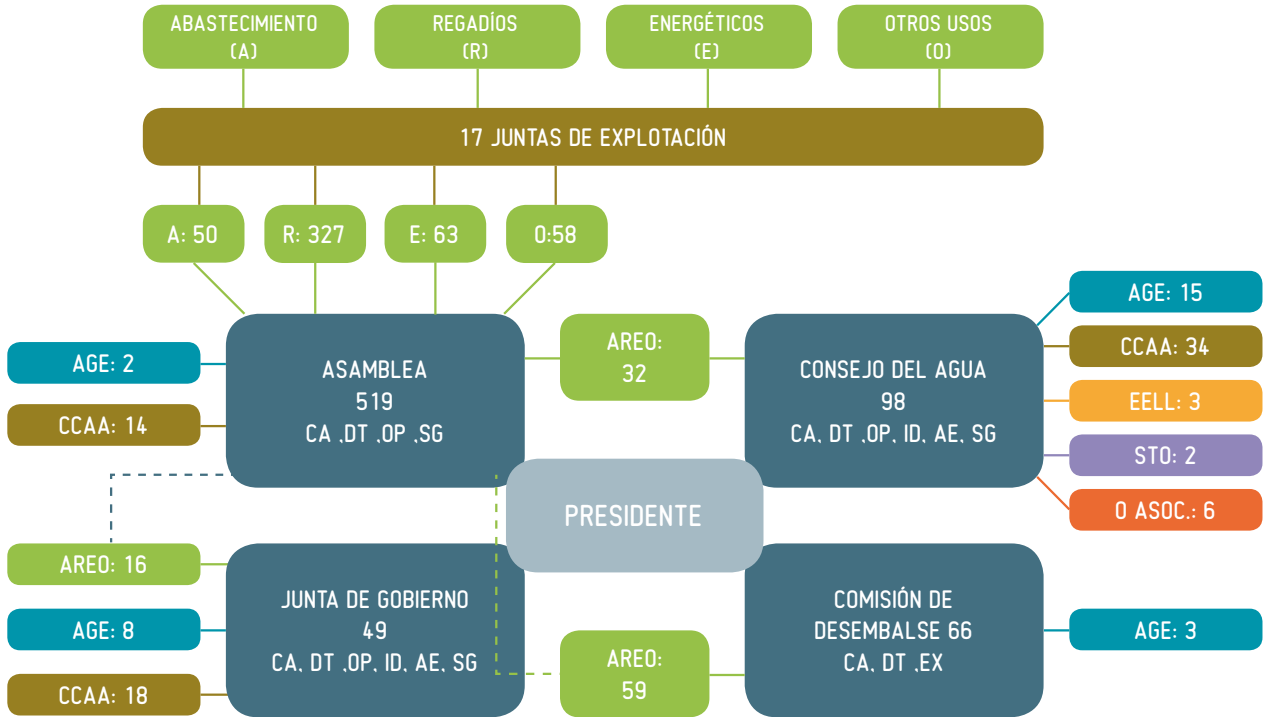 ABASTECIMIENTO
(A)
REGADÍOS
(R)
ENERGÉTICOS
(E)
OTROS USOS
(O)
17 JUNTAS DE EXPLOTACIÓN
A: 50
R: 327
E: 63
O:58
AGE: 2
CCAA: 14
ASAMBLEA
519
CA ,DT ,OP ,SG
AREO:
32
CONSEJO DEL AGUA
98
CA, DT ,OP, ID, AE, SG
AGE: 15
CCAA: 34
EELL: 3
STO: 2
O ASOC.: 6
PRESIDENTE
AREO: 16
AGE: 8
CCAA: 18
JUNTA DE GOBIERNO
49
CA, DT ,OP, ID, AE, SG
AREO:
59
COMISIÓN DE
DESEMBALSE 66
CA, DT ,EX
AGE: 3